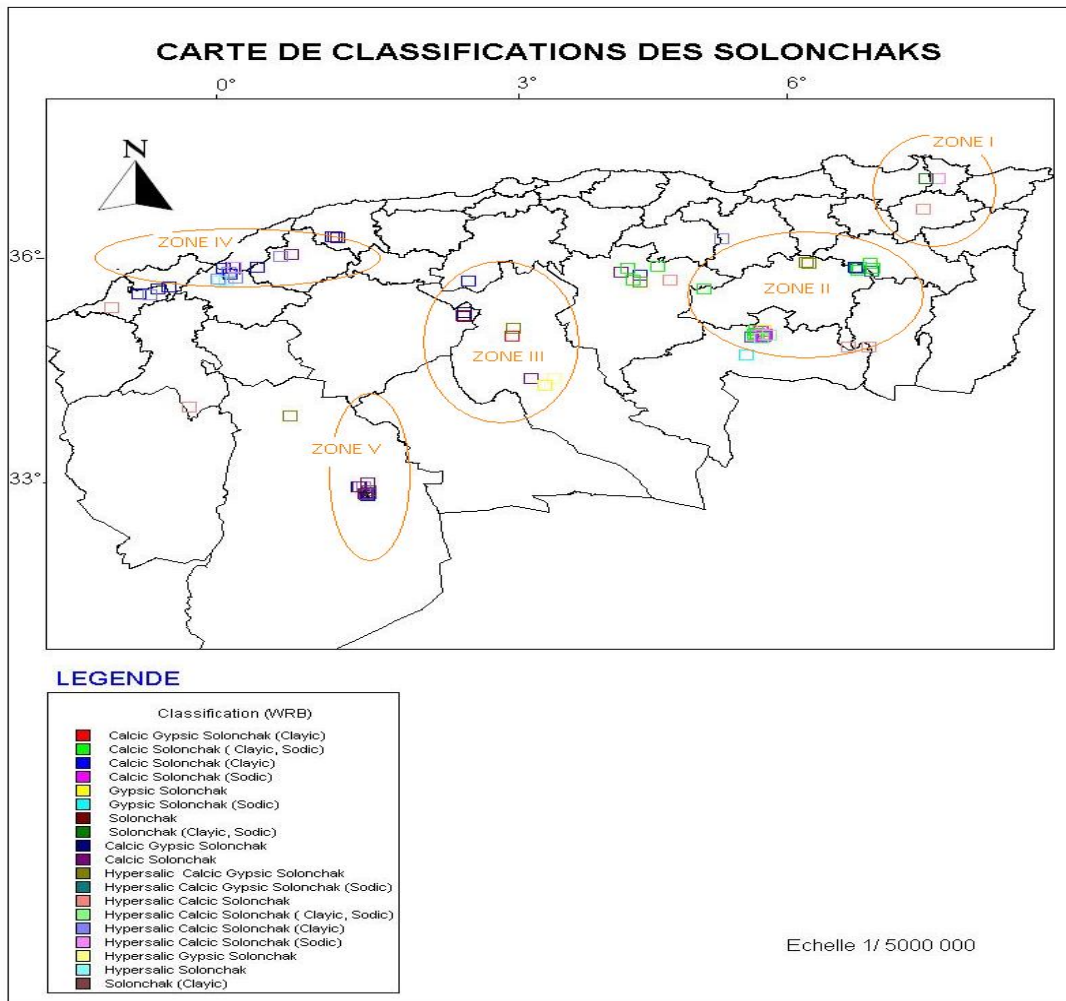 CARTE DE CLASSIFICATIONS DES SOLONCHAKS
0° 3° 6°
N
ZONE I
ZONE IV
36°
ZONE II
ZONE III
ZONE V
33°
LEGENDE
Classification (WRB)
Calcic Gypsic Solonchak (Clayic)
Calcic Solonchak ( Clayic, Sodic)
Calcic Solonchak (Clayic)
Calcic Solonchak (Sodic)
Gypsic Solonchak
Gypsic Solonchak (Sodic)
Solonchak
Solonchak (Clayic, Sodic)
Calcic Gypsic Solonchak
Calcic Solonchak
Hypersalic Calcic Gypsic Solonchak
Hypersalic Calcic Gypsic Solonchak (Sodic)
Hypersalic Calcic Solonchak
Hypersalic Calcic Solonchak ( Clayic, Sodic)
Hypersalic Calcic Solonchak (Clayic)
Hypersalic Calcic Solonchak (Sodic)
Hypersalic Gypsic Solonchak
Hypersalic Solonchak
Solonchak (Clayic)
Echelle 1/ 5000 000